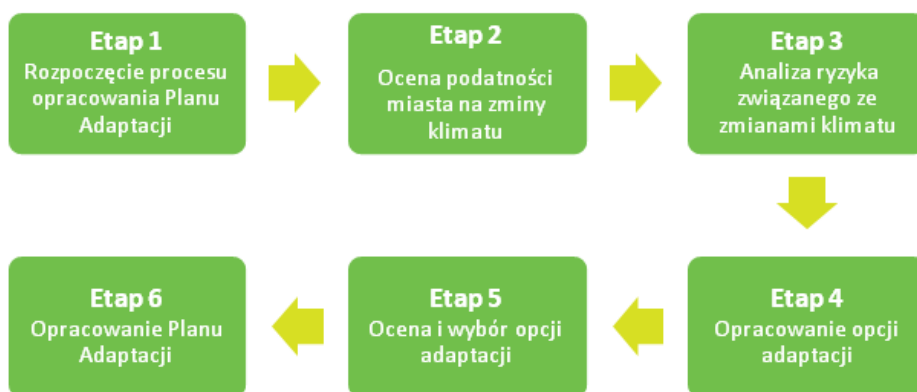 Etap 1
Rozpoczęcie procesu
opracowania Planu
Adaptacji
Etap 2
Ocena podatności
miasta na zminy
klimatu
Etap 3
Analiza ryzyka
związanego ze
zmianami klimatu
Etap 4
Opracowanie opcji
adaptacji
Etap 5
Ocena i wybór opcji
adaptacji
Etap 6
Opracowanie Planu
Adaptacji